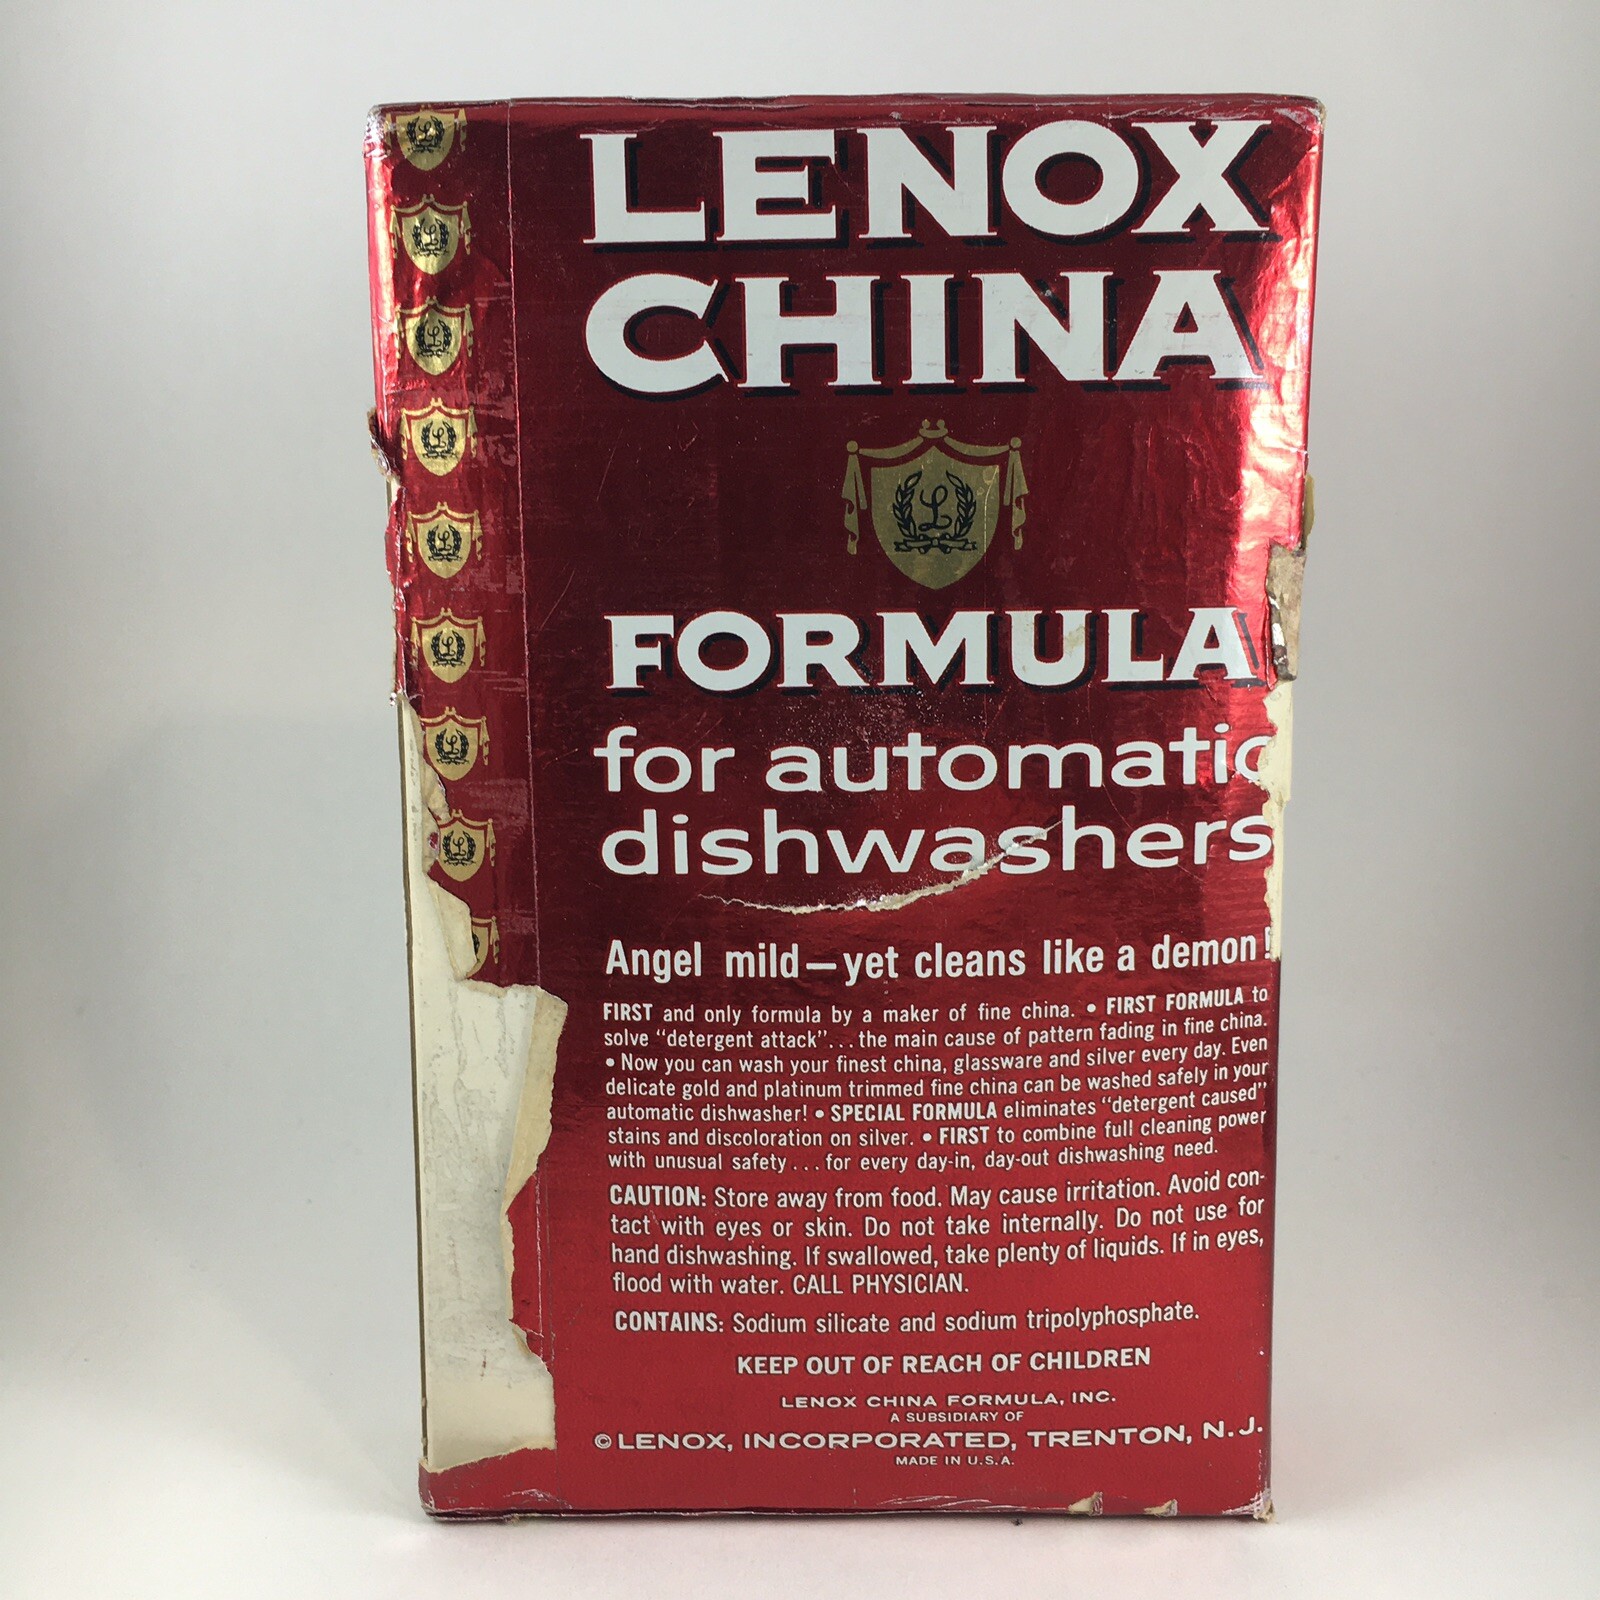 LENOX
CHINA
L
FORMULA
for automatic
dishwashers
Angel mild—yet cleans like a demon!
FIRST and only formula by a maker of fine china. • FIRST FORMULA to
solve "detergent attack"... the main cause of pattern fading in fine china.
• Now you can wash your finest china, glassware and silver every day. Even
delicate gold and platinum trimmed fine china can be washed safely in your
automatic dishwasher! • SPECIAL FORMULA eliminates "detergent caused"
stains and discoloration on silver. • FIRST to combine full cleaning power
with unusual safety... for every day-in, day-out dishwashing need.
CAUTION: Store away from food. May cause irritation. Avoid con-
tact with eyes or skin. Do not take internally. Do not use for
hand dishwashing. If swallowed, take plenty of liquids. If in eyes,
flood with water. CALL PHYSICIAN.
CONTAINS: Sodium silicate and sodium tripolyphosphate.
KEEP OUT OF REACH OF CHILDREN
LENOX CHINA FORMULA, INC.
A SUBSIDIARY OF
© LENOX, INCORPORATED, TRENTON, N. J.
MADE IN U.S.A.
L
L
L
L
L
L
L
L